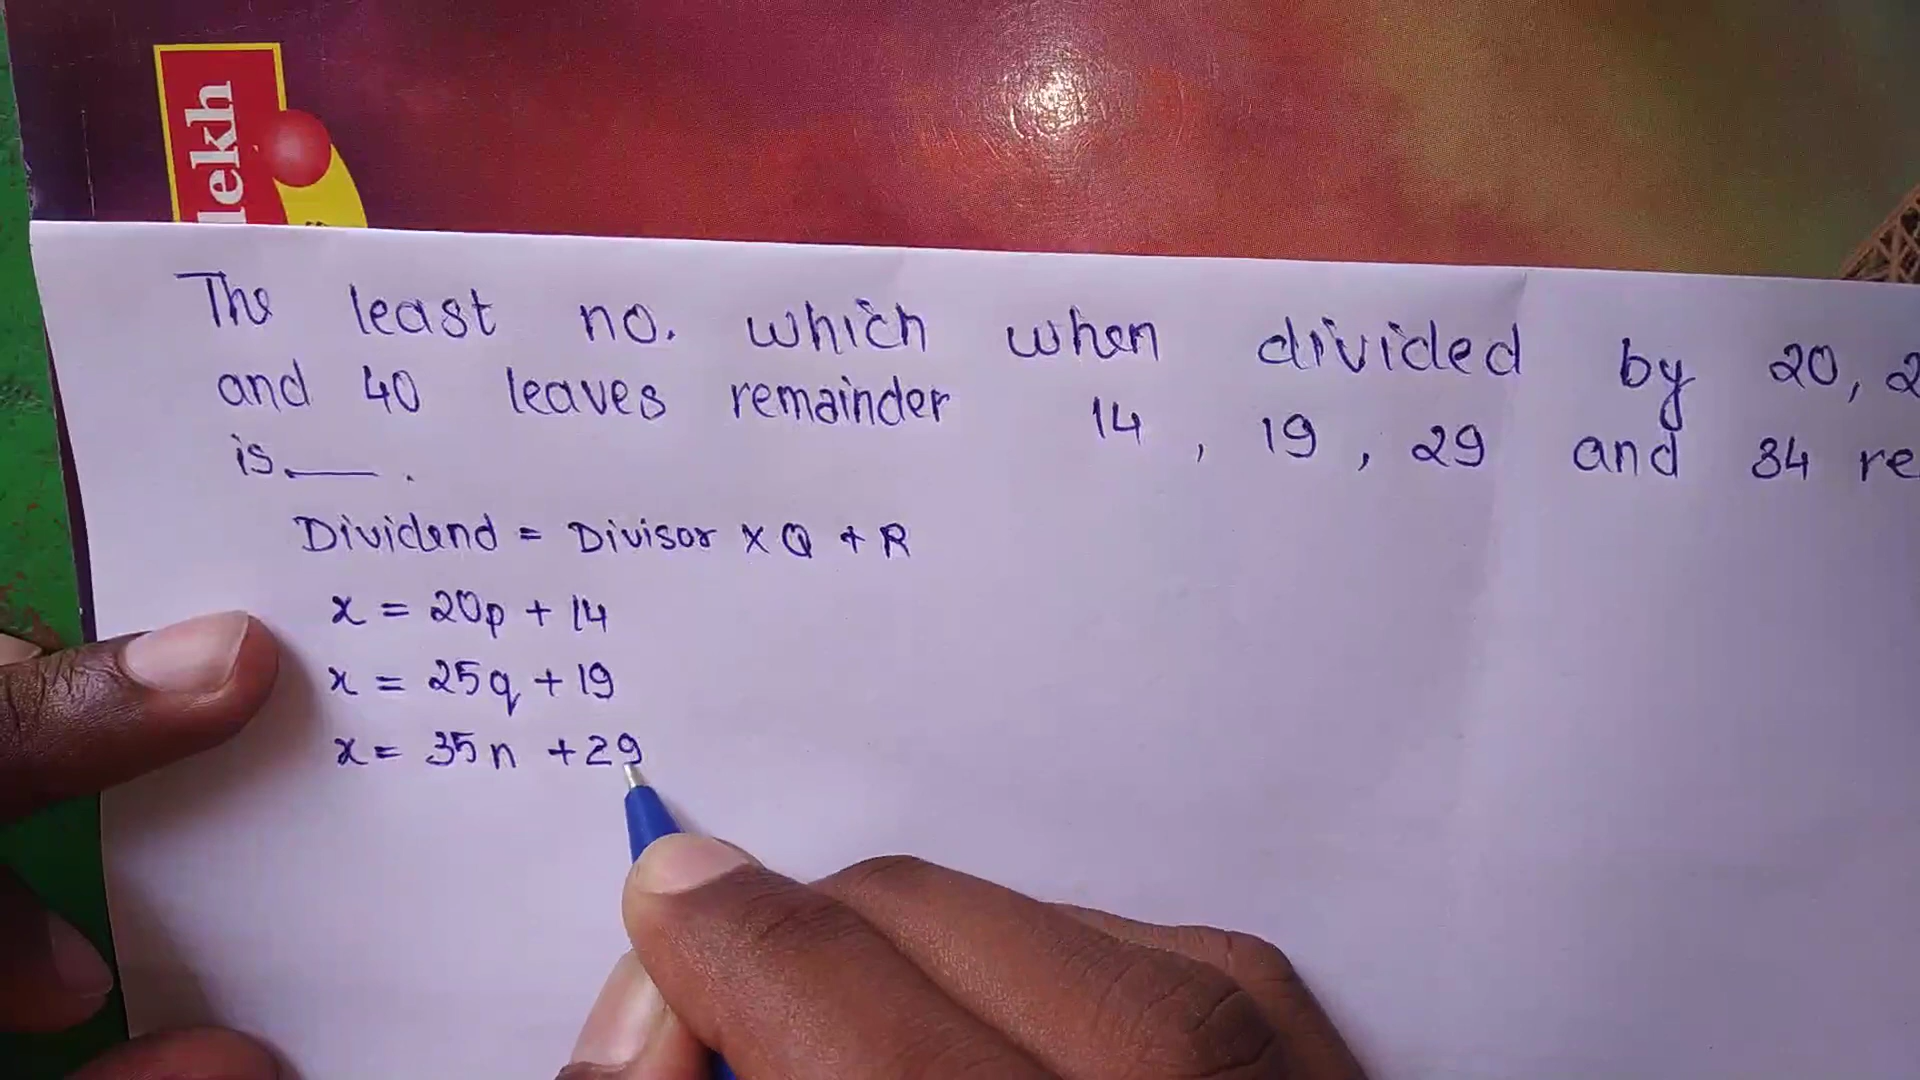 lekh
The least no. which when divided by 20,
and 40 leaves remainder 14, 19, 29 and 34
is ___.
Dividend = Divisor × Q + R
x = 20p + 14
x = 25q + 19
x = 35n + 29